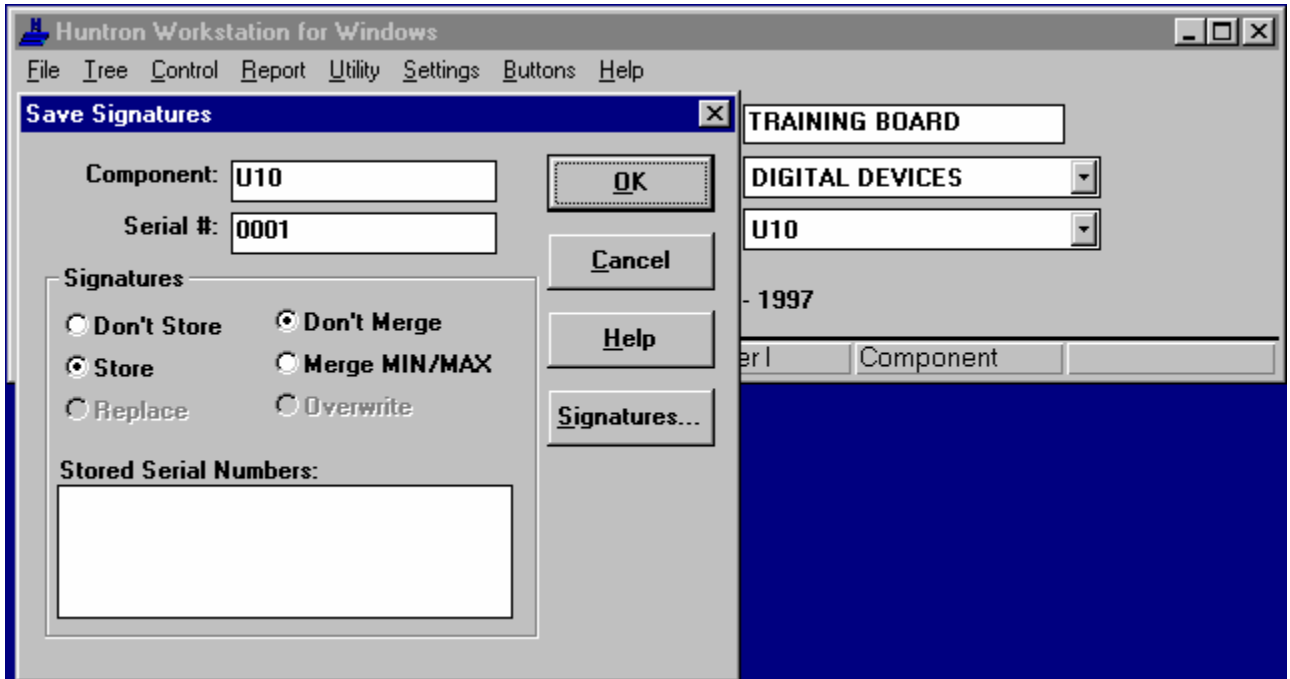 Huntron Workstation for Windows
File Tree Control Report Utility Settings Buttons Help
Save Signatures
Component: U10
Serial #: 0001
OK
Cancel
Help
Signatures...
Signatures
Don't Store
Don't Merge
Store
Merge MIN/MAX
Replace
Overwrite
Stored Serial Numbers:
TRAINING BOARD
DIGITAL DEVICES
U10
- 1997
er I
Component